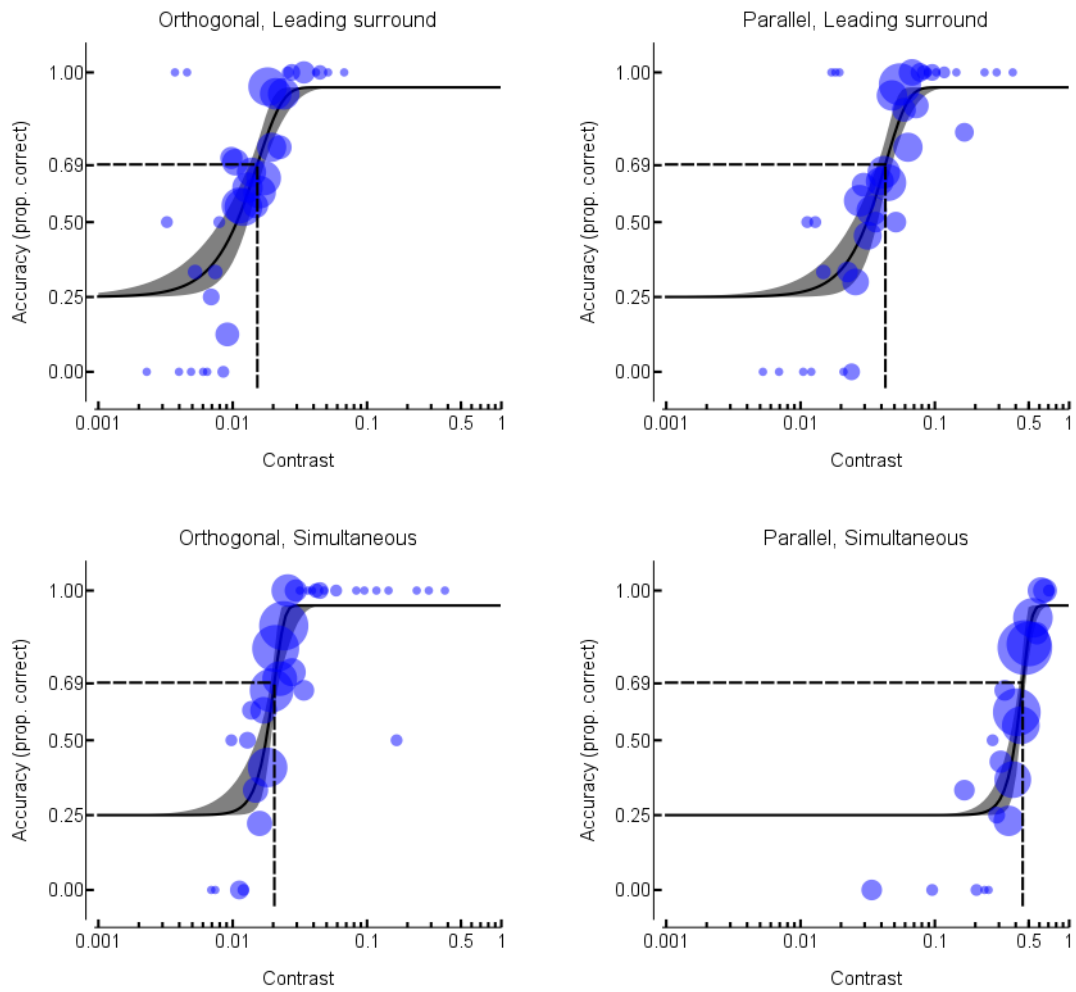 Orthogonal, Leading surround
Accuracy (prop. correct)
1.00
0.69
0.50
0.25
0.00
0.001 0.01 0.1 0.5 1
Contrast
Parallel, Leading surround
Accuracy (prop. correct)
1.00
0.69
0.50
0.25
0.00
0.001 0.01 0.1 0.5 1
Contrast
Orthogonal, Simultaneous
Accuracy (prop. correct)
1.00
0.69
0.50
0.25
0.00
0.001 0.01 0.1 0.5 1
Contrast
Parallel, Simultaneous
Accuracy (prop. correct)
1.00
0.69
0.50
0.25
0.00
0.001 0.01 0.1 0.5 1
Contrast